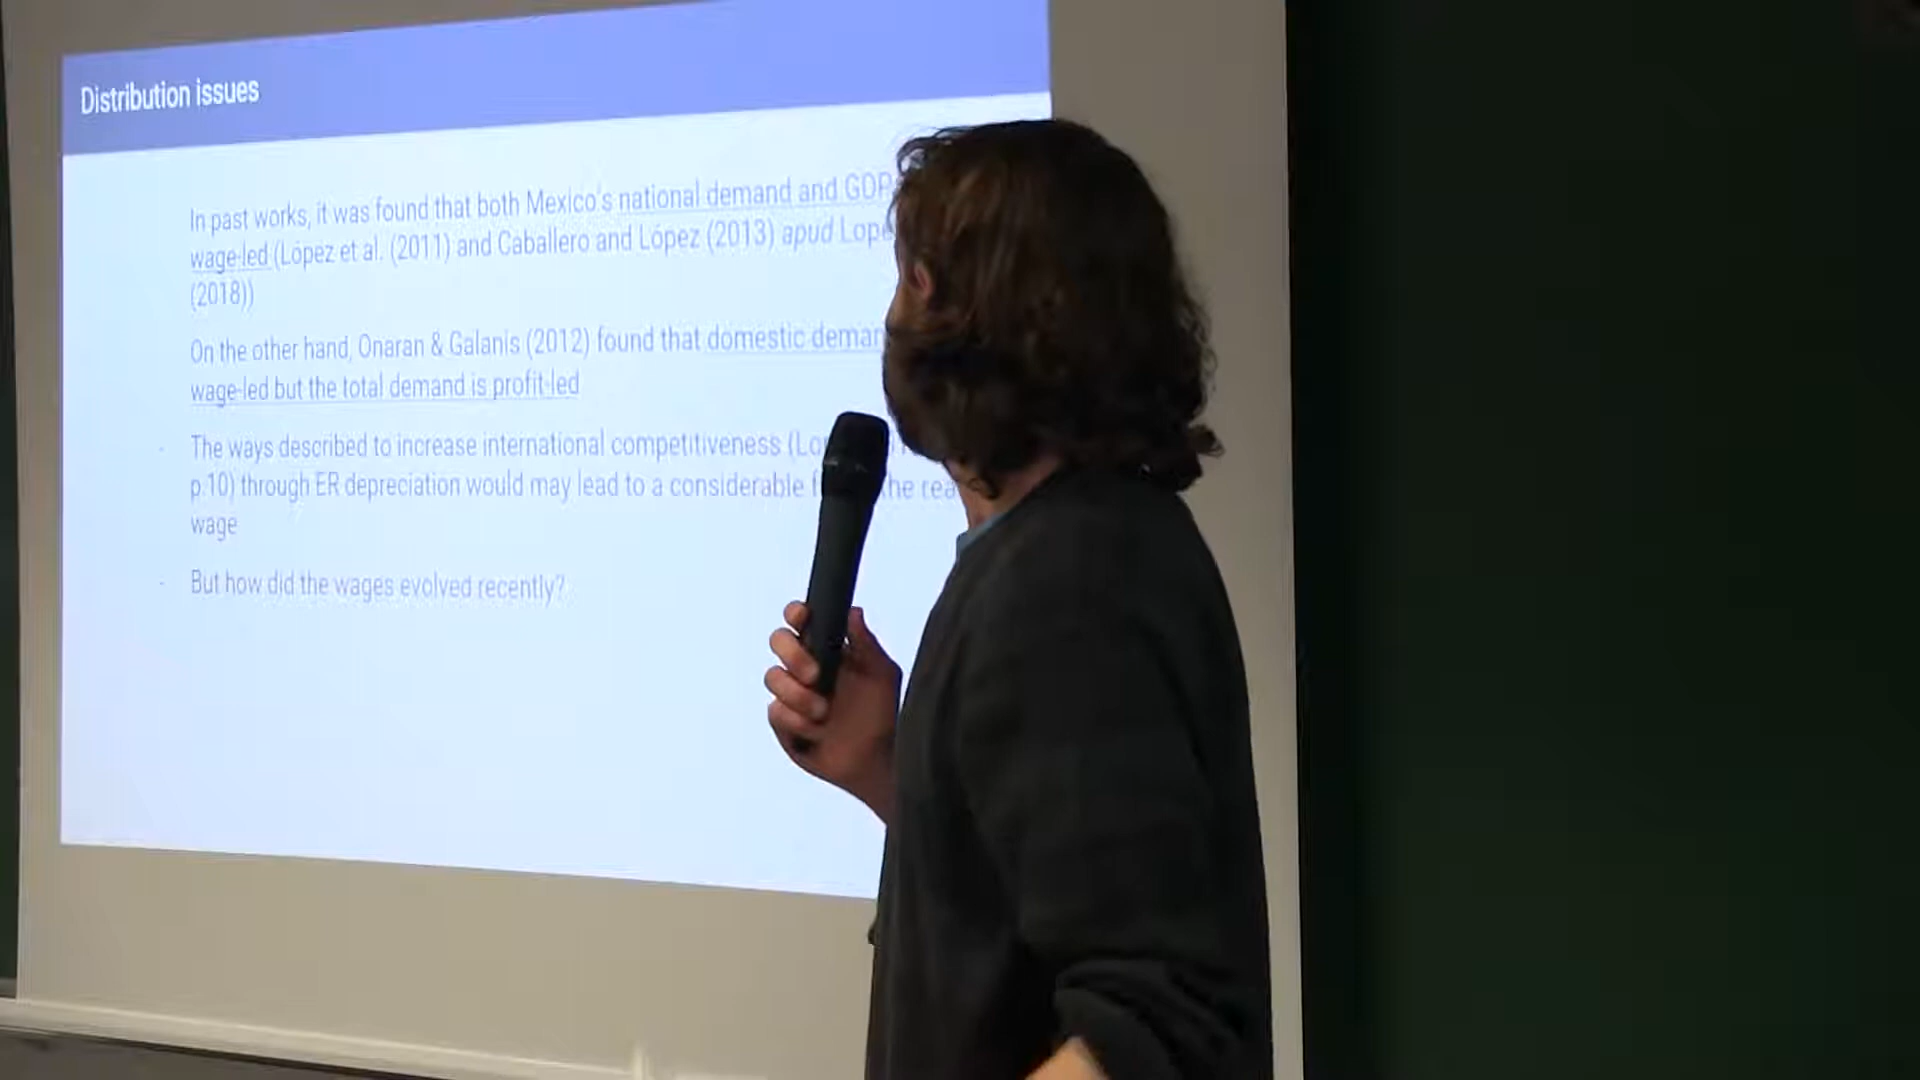 Distribution issues
In past works, it was found that both Mexico's national demand and GDP
wage-led (López et al. (2011) and Caballero and López (2013) apud
(2018))
On the other hand, Onaran & Galanis (2012) found that domestic
wage-led but the total demand is profit-led
- The ways described to increase international competitiveness
p.10) through ER depreciation would may lead to a considerable the
wage
- But how did the wages evolved recently?